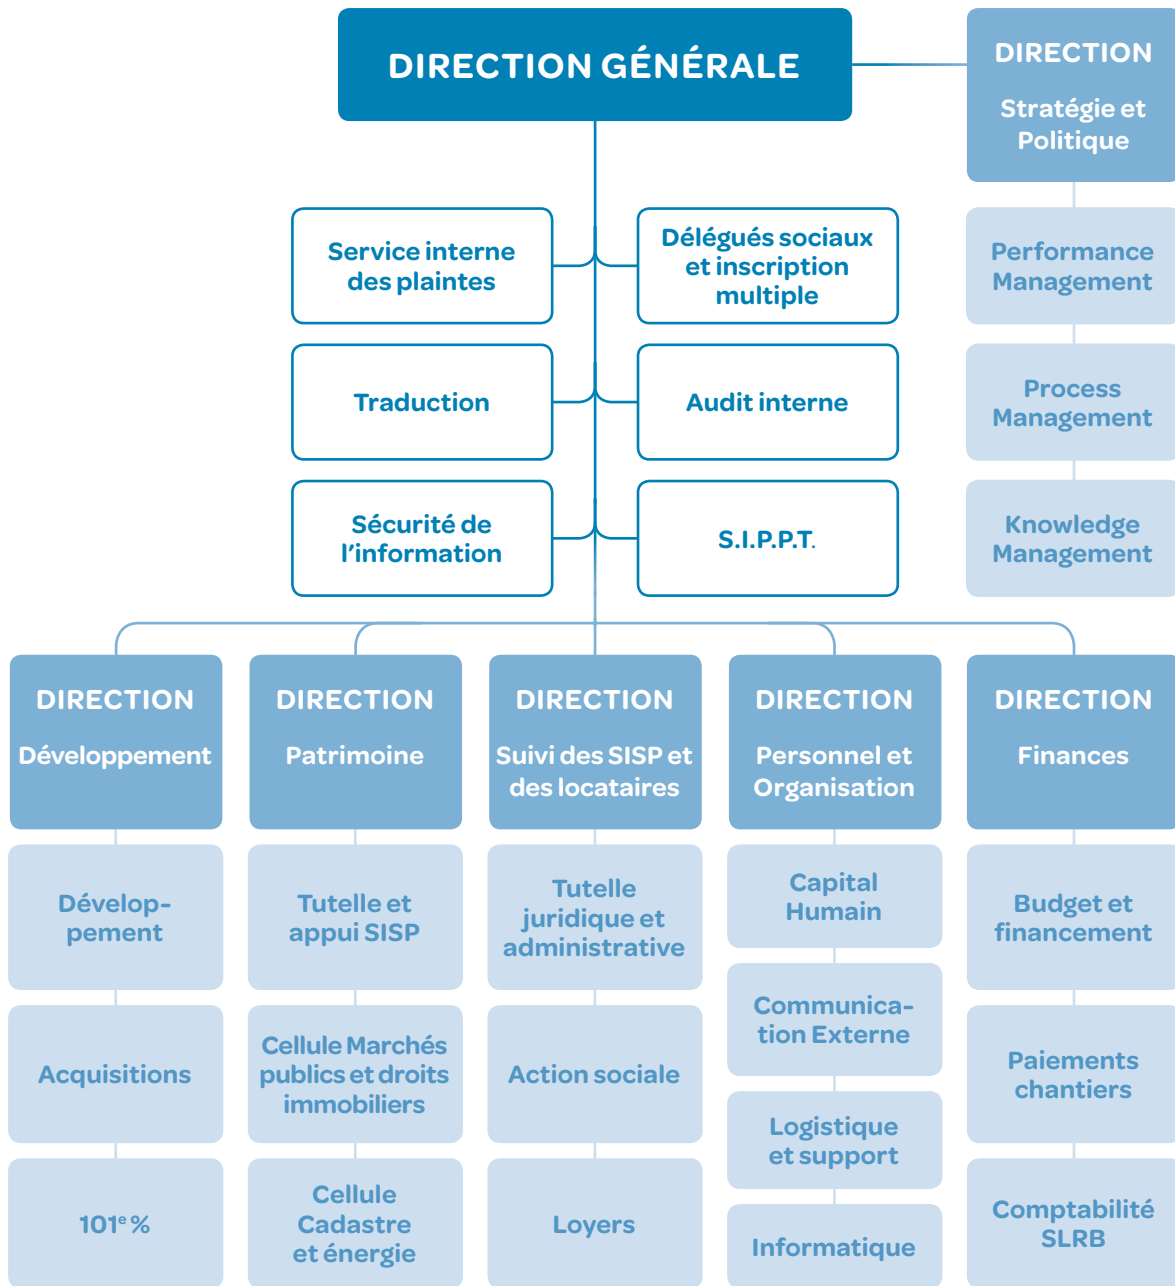 DIRECTION GÉNÉRALE
DIRECTION
Stratégie et
Politique
Service interne
des plaintes
Délégués sociaux
et inscription
multiple
Performance
Management
Traduction
Audit interne
Process
Management
Sécurité de
l’information
S.I.P.P.T.
Knowledge
Management
DIRECTION
Développement
DIRECTION
Patrimoine
DIRECTION
Suivi des SISP et
des locataires
DIRECTION
Personnel et
Organisation
DIRECTION
Finances
Dévelop-
pement
Acquisitions
101e %
Tutelle et
appui SISP
Cellule Marchés
publics et droits
immobiliers
Cellule
Cadastre
et énergie
Tutelle
juridique et
administrative
Action sociale
Loyers
Capital
Humain
Communica-
tion Externe
Logistique
et support
Informatique
Budget et
financement
Paiements
chantiers
Comptabilité
SLRB